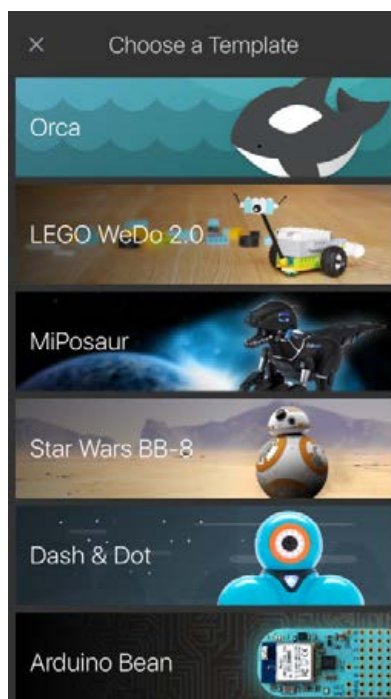 Choose a Template
Orca
LEGO WeDo 2.0
MiPosaur
Star Wars BB-8
Dash & Dot
Arduino Bean